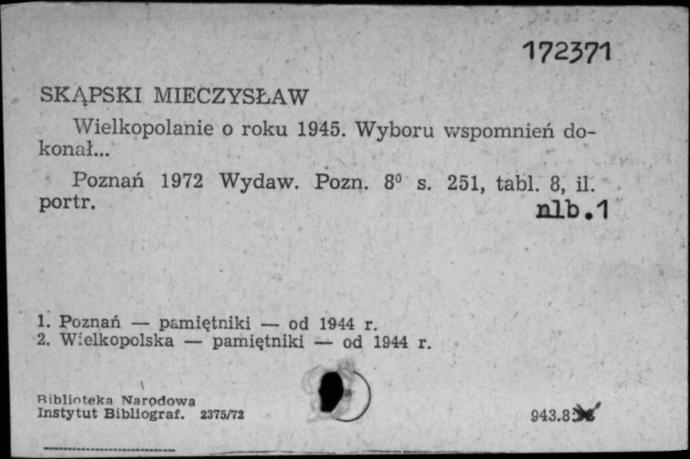 172371
SKĄPSKI MIECZYSŁAW
Wielkopolanie o roku 1945. Wyboru wspomnień do-
konał...
Poznań 1972 Wydaw. Pozn. 8⁰ s. 251, tabl. 8, il.
portr.
nlb.1
1. Poznań — pamiętniki — od 1944 r.
2. Wielkopolska — pamiętniki — od 1944 r.
Biblioteka Narodowa
Instytut Bibliograf. 2375/72
943.8